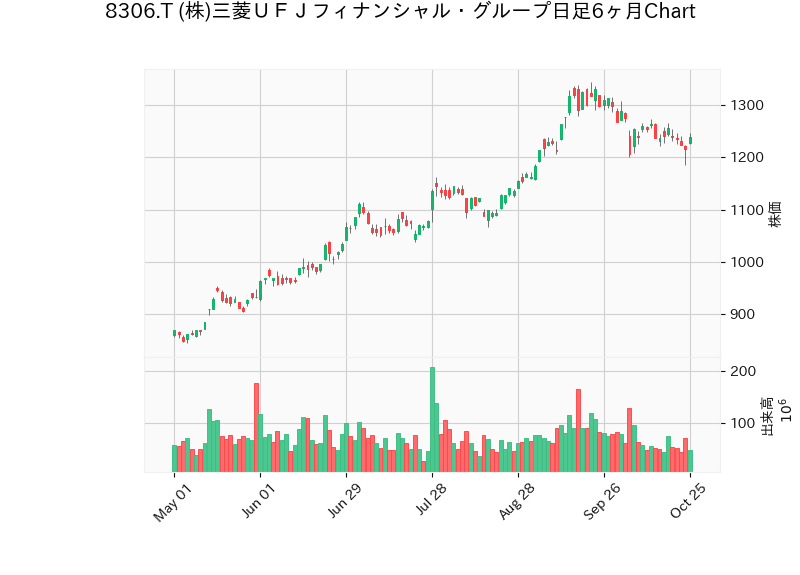 8306.T (株)三菱ＵＦＪフィナンシャル・グループ日足6ヶ月Chart
1300
1200
1100
1000
900
株価
200
100
出来高
10⁶
May 01
Jun 01
Jun 29
Jul 28
Aug 28
Sep 26
Oct 25